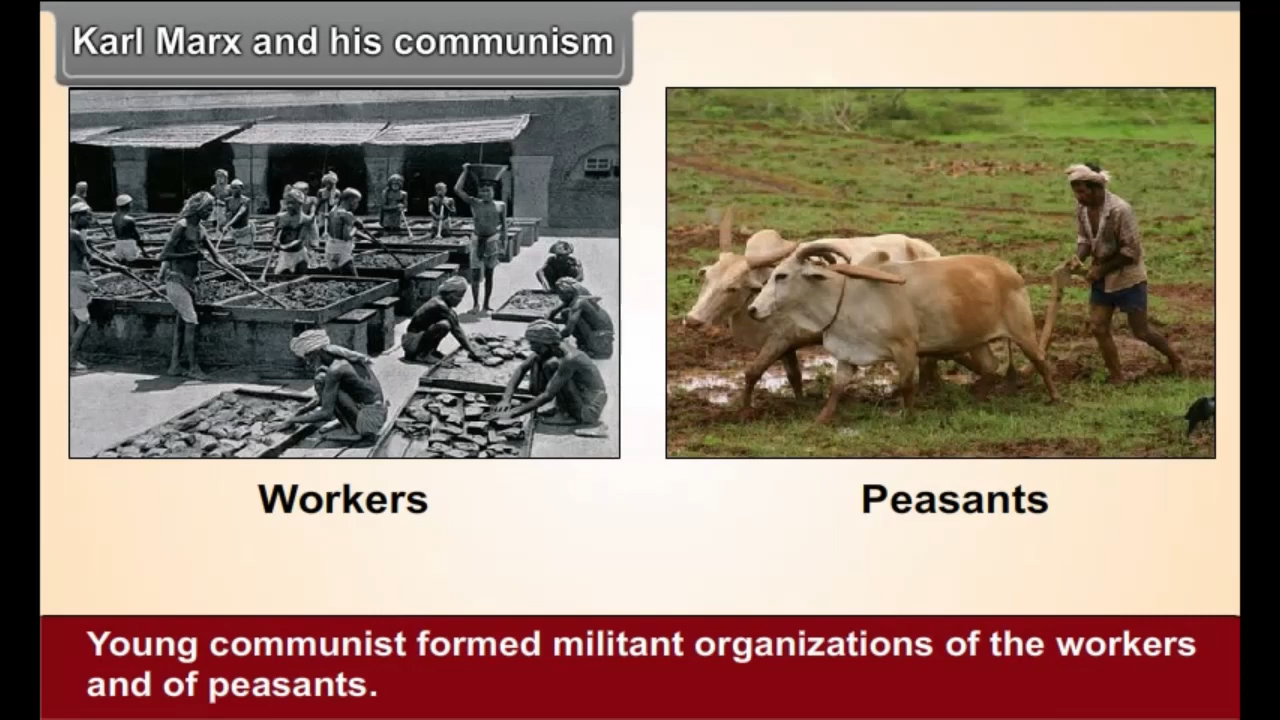 Karl Marx and his communism
Workers
Peasants
Young communist formed militant organizations of the workers
and of peasants.